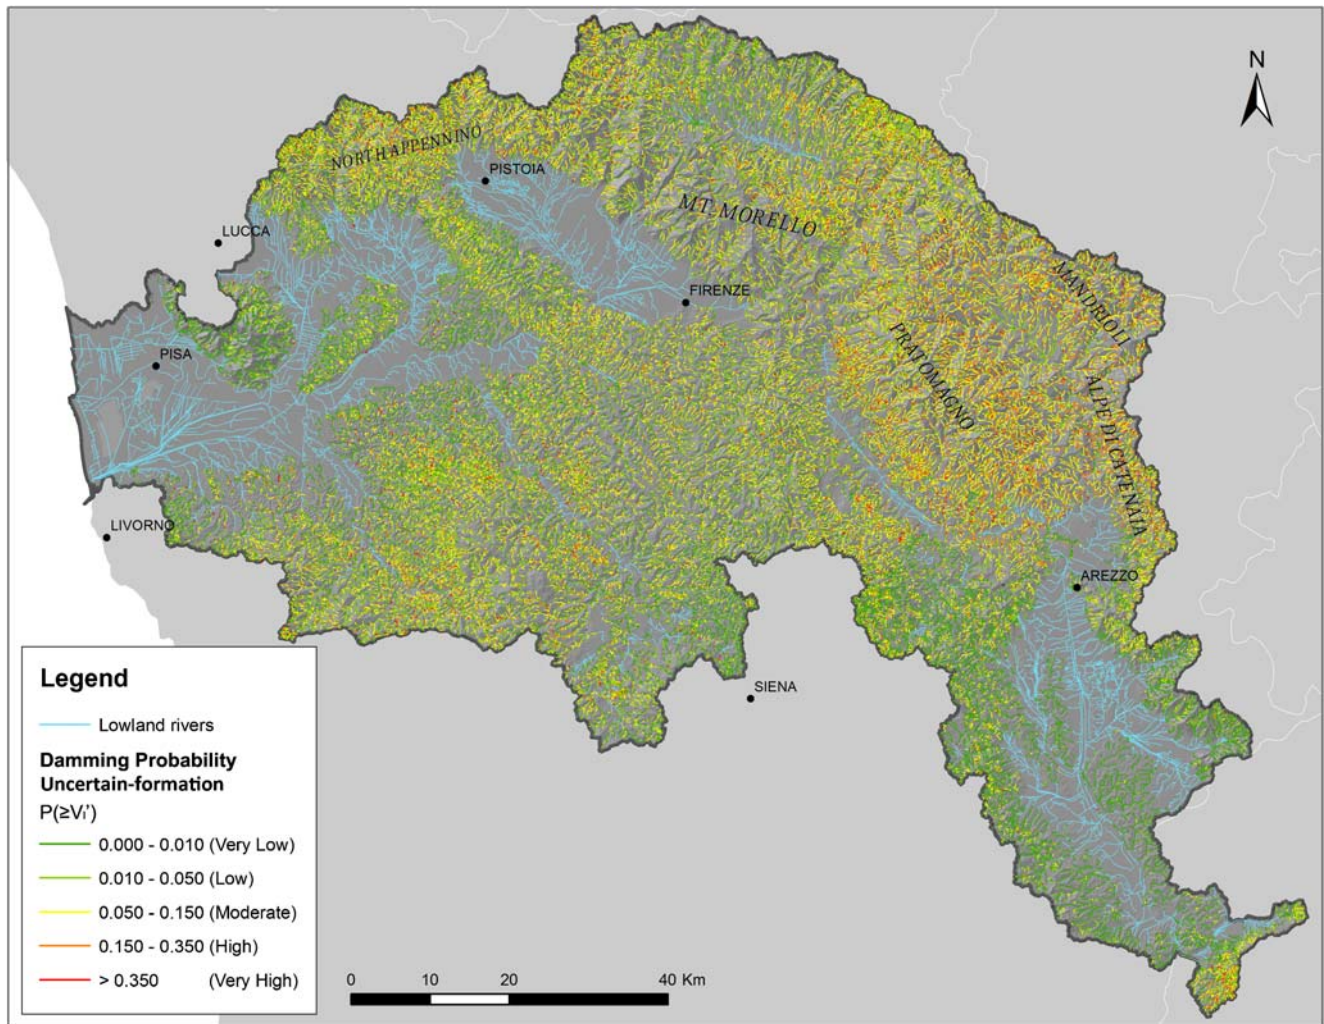 N
NORTH APPENNINO
PISTOIA
MT. MORELLO
LUCCA
MANDRIOLI
FIRENZE
PRATOMAGNO
PISA
ALPE DI CATENAIA
LIVORNO
AREZZO
SIENA
Legend
Lowland rivers
Damming Probability
Uncertain-formation
P(≥Vₗ’)
0.000 - 0.010 (Very Low)
0.010 - 0.050 (Low)
0.050 - 0.150 (Moderate)
0.150 - 0.350 (High)
> 0.350 (Very High)
0 10 20 40 Km